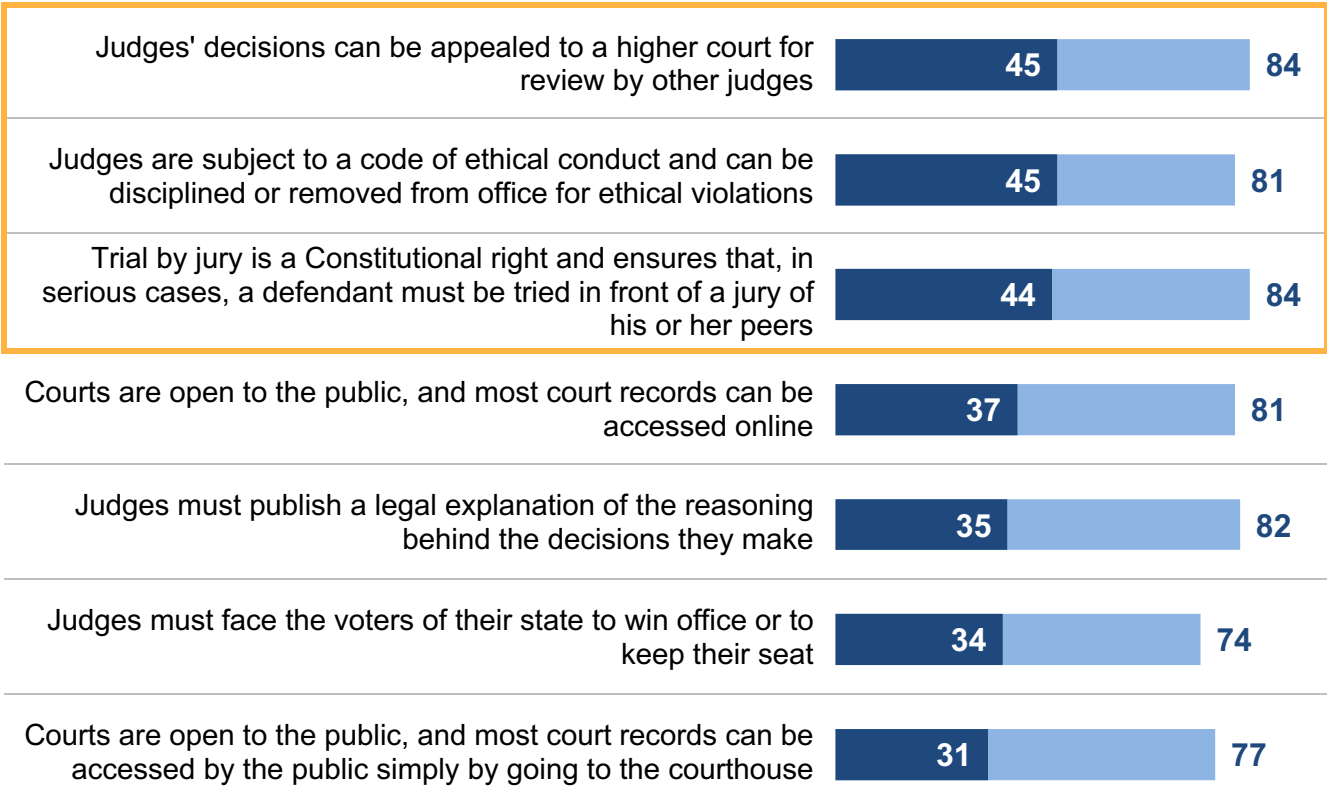 Judges' decisions can be appealed to a higher court for
review by other judges
45 84
Judges are subject to a code of ethical conduct and can be
disciplined or removed from office for ethical violations
45 81
Trial by jury is a Constitutional right and ensures that, in
serious cases, a defendant must be tried in front of a jury of
his or her peers
44 84
Courts are open to the public, and most court records can be
accessed online
37 81
Judges must publish a legal explanation of the reasoning
behind the decisions they make
35 82
Judges must face the voters of their state to win office or to
keep their seat
34 74
Courts are open to the public, and most court records can be
accessed by the public simply by going to the courthouse
31 77